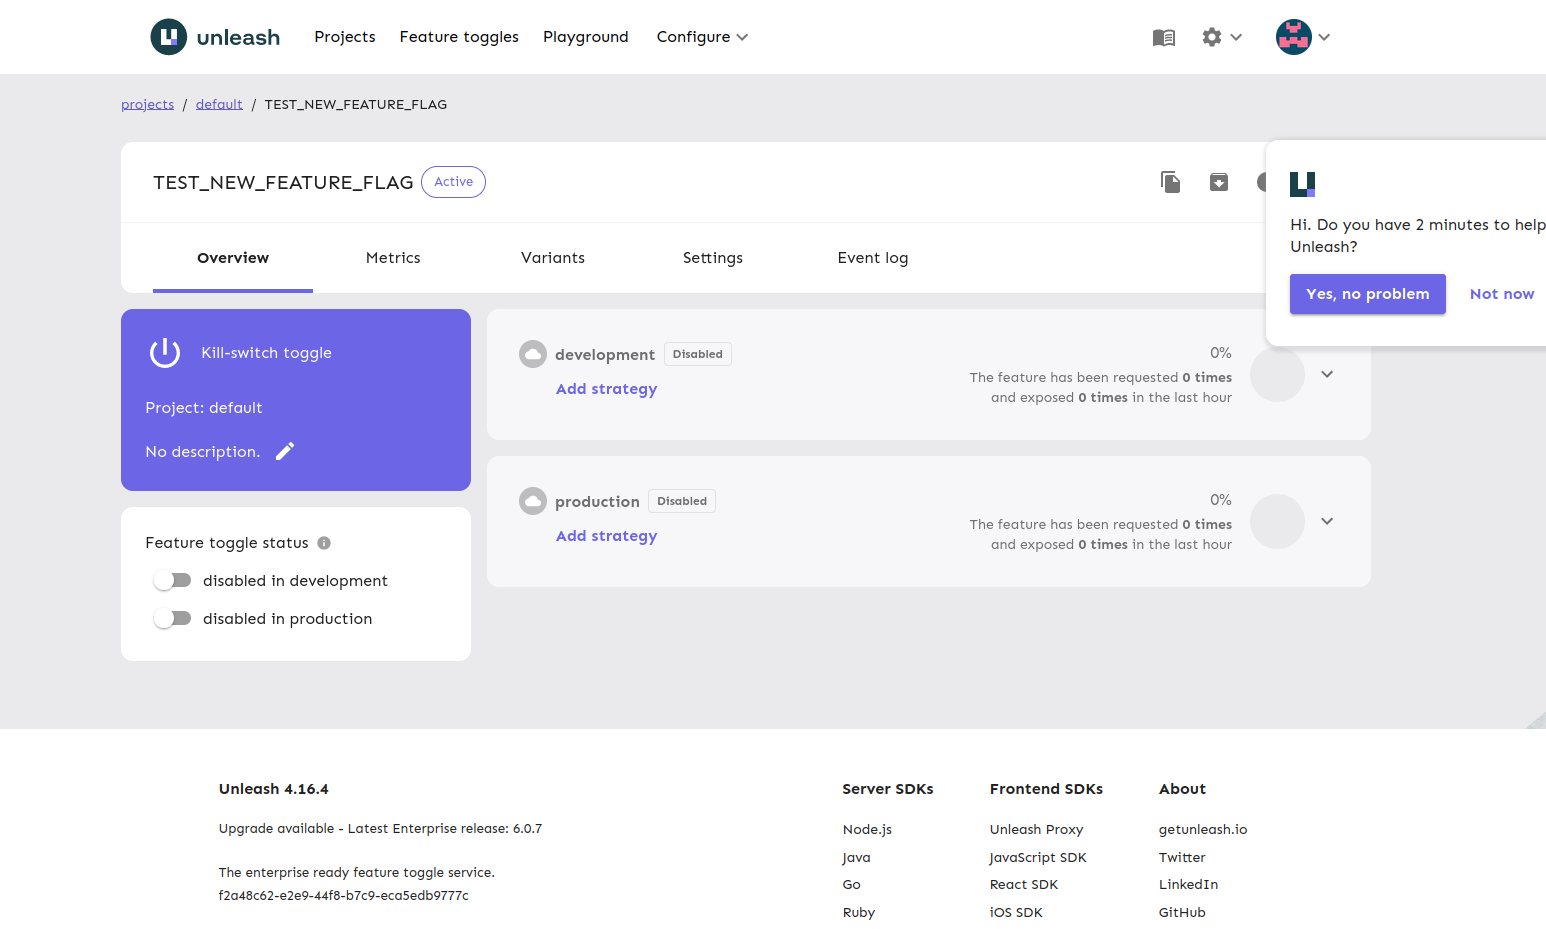 unleash
Projects
Feature toggles
Playground
Configure
projects / default / TEST_NEW_FEATURE_FLAG
TEST_NEW_FEATURE_FLAG
Active
Overview
Metrics
Variants
Settings
Event log
Hi. Do you have 2 minutes to help
Unleash?
Yes, no problem
Not now
Kill-switch toggle
Project: default
No description.
Feature toggle status
disabled in development
disabled in production
development
Disabled
Add strategy
0%
The feature has been requested 0 times
and exposed 0 times in the last hour
production
Disabled
Add strategy
0%
The feature has been requested 0 times
and exposed 0 times in the last hour
Unleash 4.16.4
Upgrade available - Latest Enterprise release: 6.0.7
The enterprise ready feature toggle service.
f2a48c62-e2e9-44f8-b7c9-eca5edb9777c
Server SDKs
Node.js
Java
Go
Ruby
Frontend SDKs
Unleash Proxy
JavaScript SDK
React SDK
iOS SDK
About
getunleash.io
Twitter
LinkedIn
GitHub